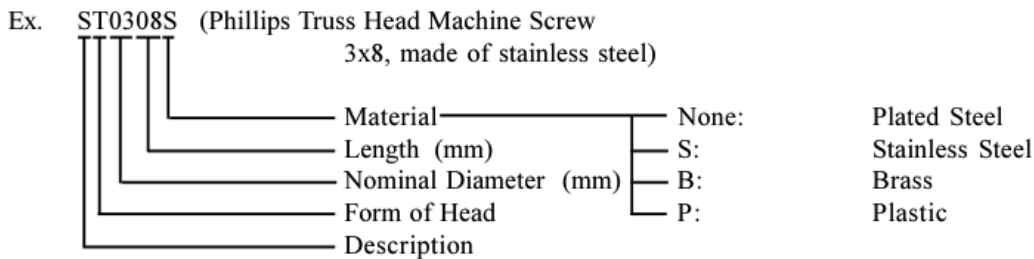 Ex. ST0308S (Phillips Truss Head Machine Screw
3x8, made of stainless steel)
Material None: Plated Steel
Length (mm) S: Stainless Steel
Nominal Diameter (mm) B: Brass
Form of Head P: Plastic
Description